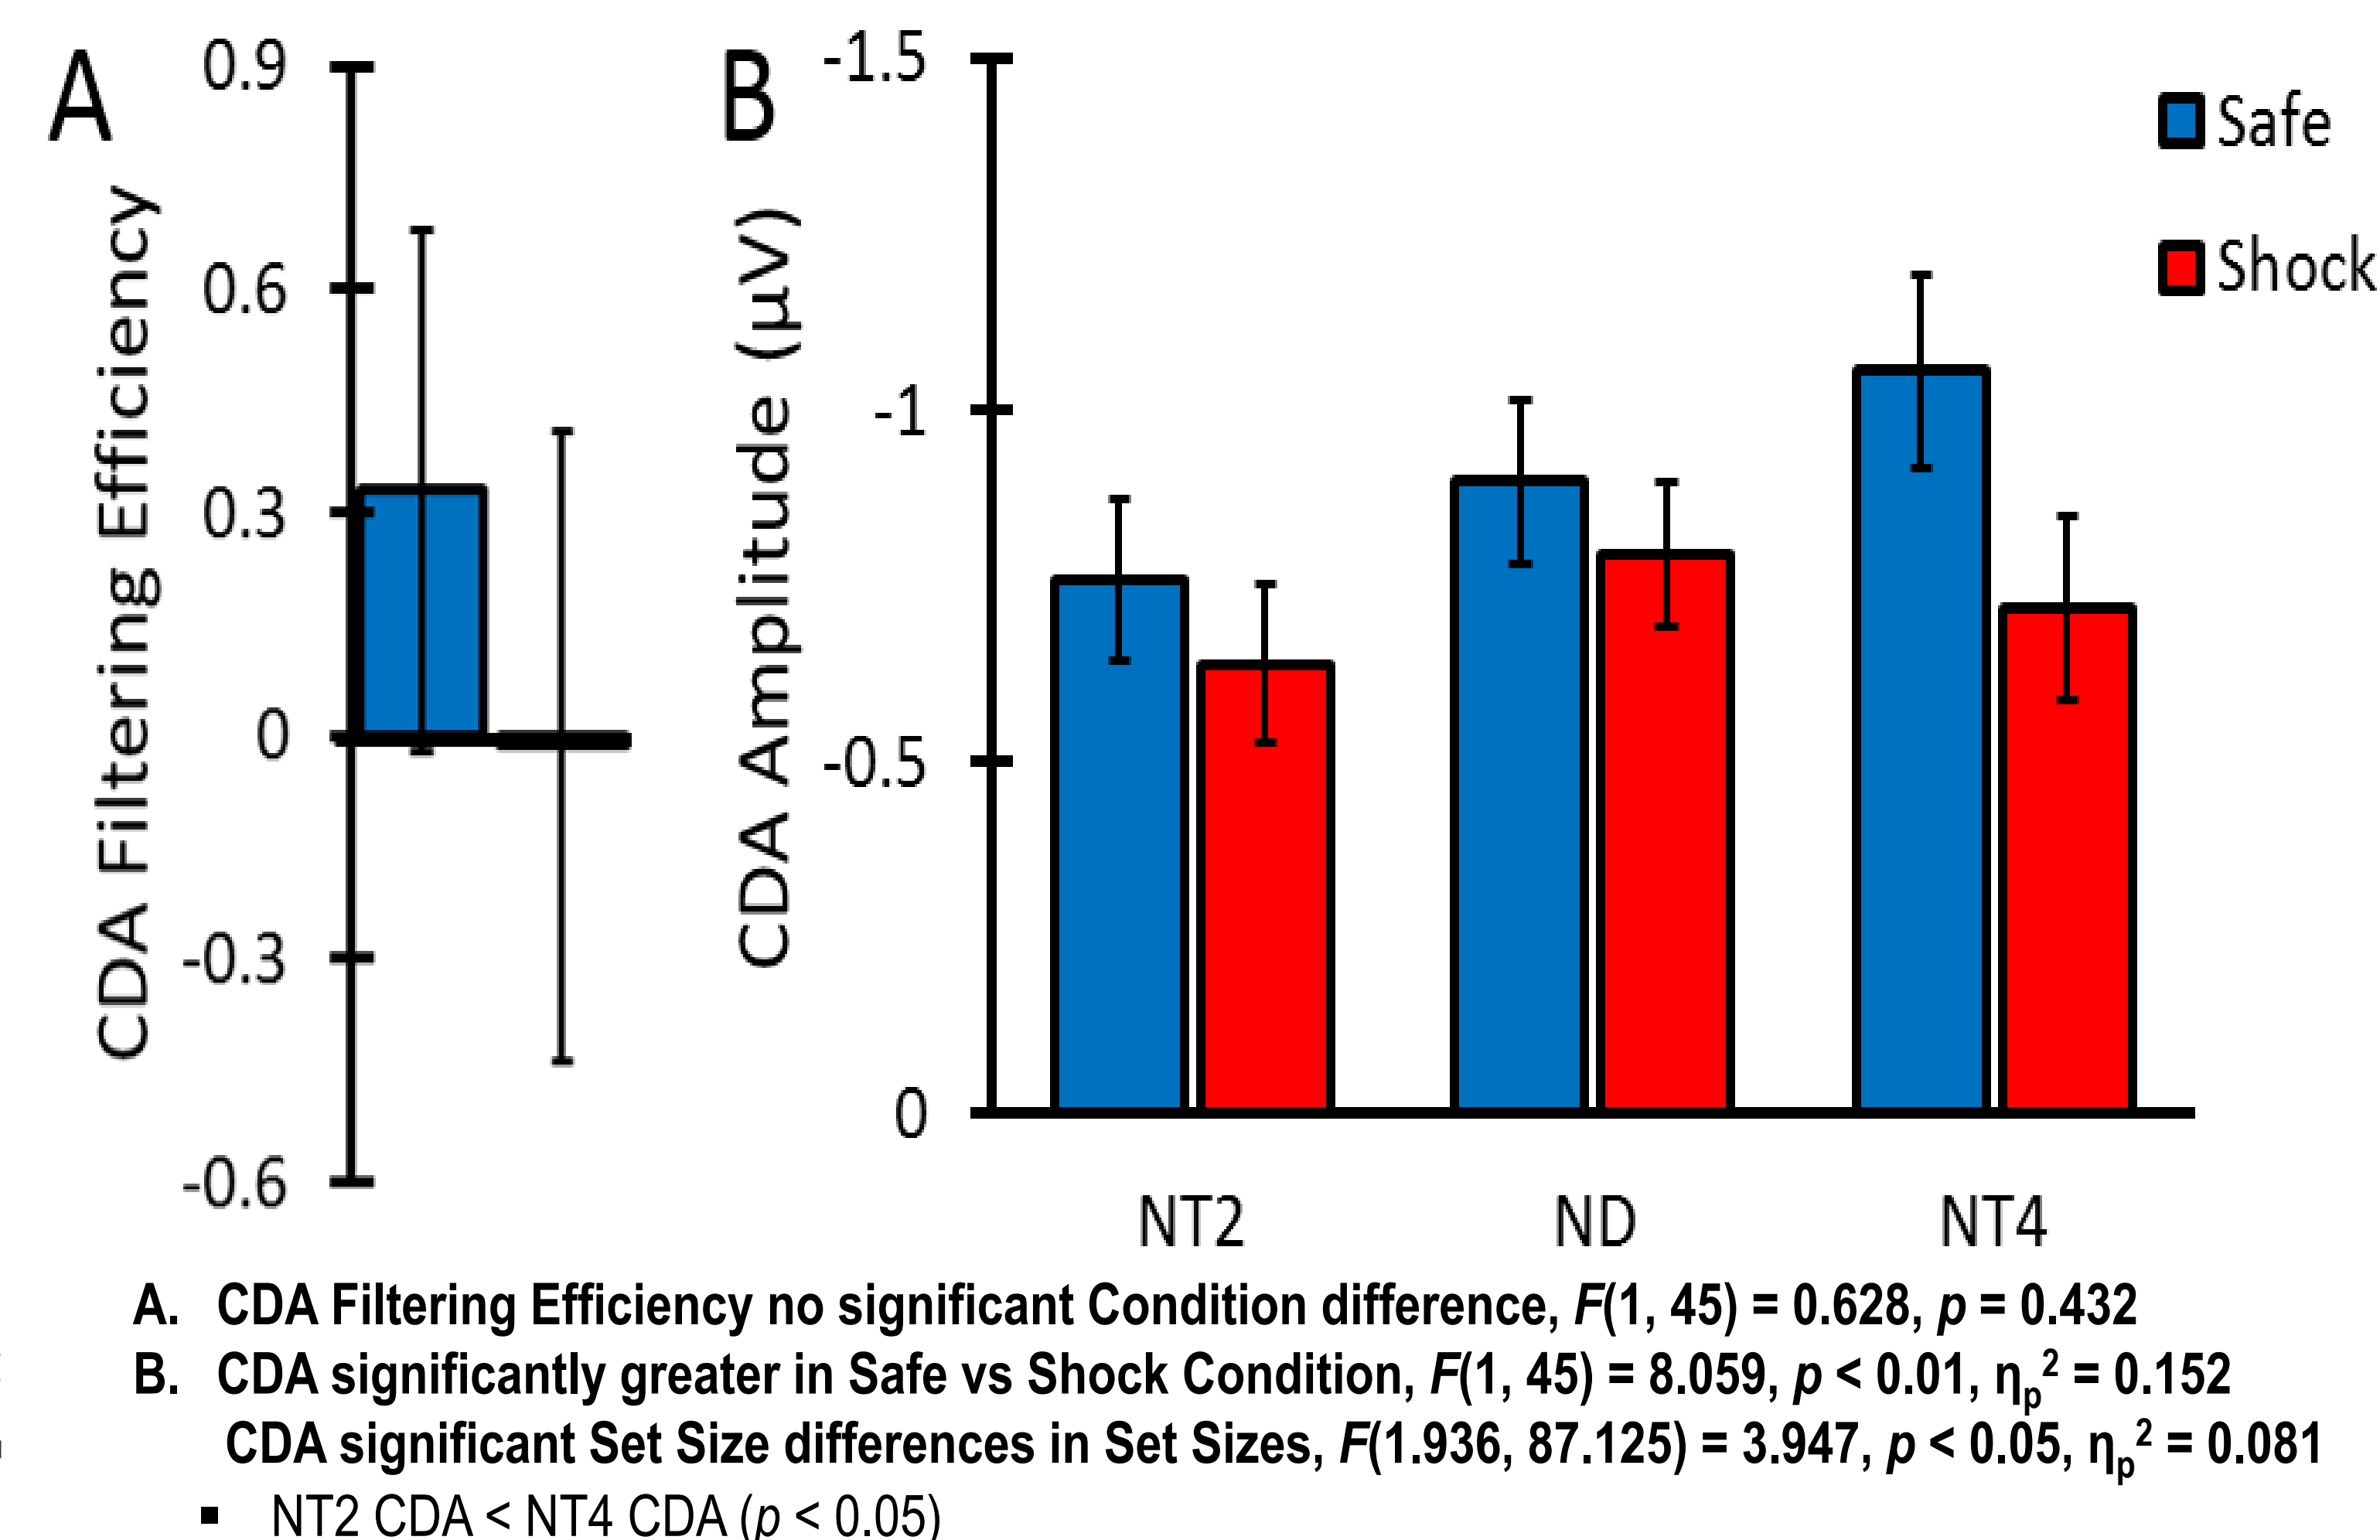 A
0.9
0.6
0.3
0
-0.3
-0.6
CDA Filtering Efficiency
B
-1.5
-1
-0.5
0
CDA Amplitude (µV)
Safe
Shock
NT2 ND NT4
A. CDA Filtering Efficiency no significant Condition difference, F(1, 45) = 0.628, p = 0.432
B. CDA significantly greater in Safe vs Shock Condition, F(1, 45) = 8.059, p < 0.01, ηp² = 0.152
CDA significant Set Size differences in Set Sizes, F(1.936, 87.125) = 3.947, p < 0.05, ηp² = 0.081
▪ NT2 CDA < NT4 CDA (p < 0.05)